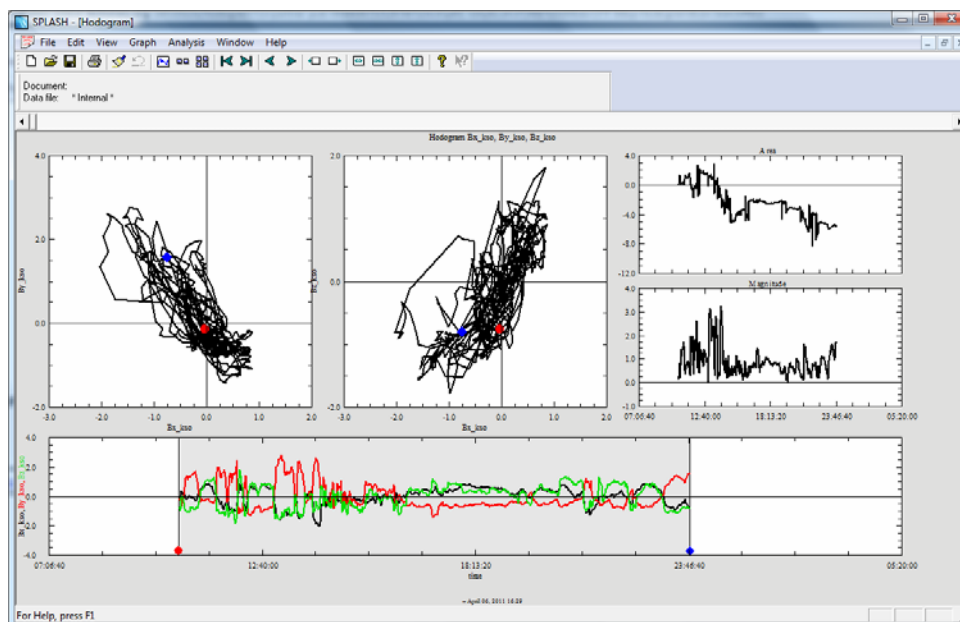 SPLASH - [Hodogram]
File Edit View Graph Analysis Window Help
Document:
Data file: * Internal *
Hodogram Bx_kso, By_kso, Bz_kso
4.0
2.0
0.0
-2.0
By_kso
-3.0 -2.0 -1.0 0.0 1.0 2.0
Bx_kso
2.0
0.0
-2.0
Bz_kso
-3.0 -2.0 -1.0 0.0 1.0 2.0
Bx_kso
Area
4.0
0.0
-4.0
-8.0
-12.0
Magnitude
4.0
3.0
2.0
1.0
0.0
-1.0
07:06:40 12:40:00 18:13:20 23:46:40 05:20:00
4.0
2.0
0.0
-2.0
-4.0
Bx_kso, By_kso, Bz_kso
07:06:40 12:40:00 18:13:20 23:46:40 05:20:00
time
For Help, press F1